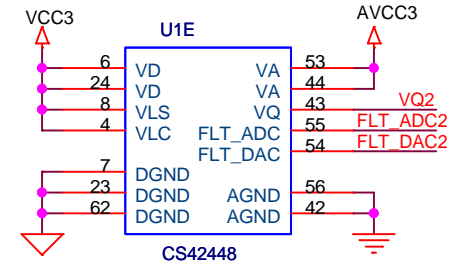 VCC3 AVCC3
U1E
6 VD VA 53
24 VD VA 44
8 VLS VQ 43 VQ2
4 VLC FLT_ADC 55 FLT_ADC2
FLT_DAC 54 FLT_DAC2
7 DGND
23 DGND AGND 56
62 DGND AGND 42
CS42448